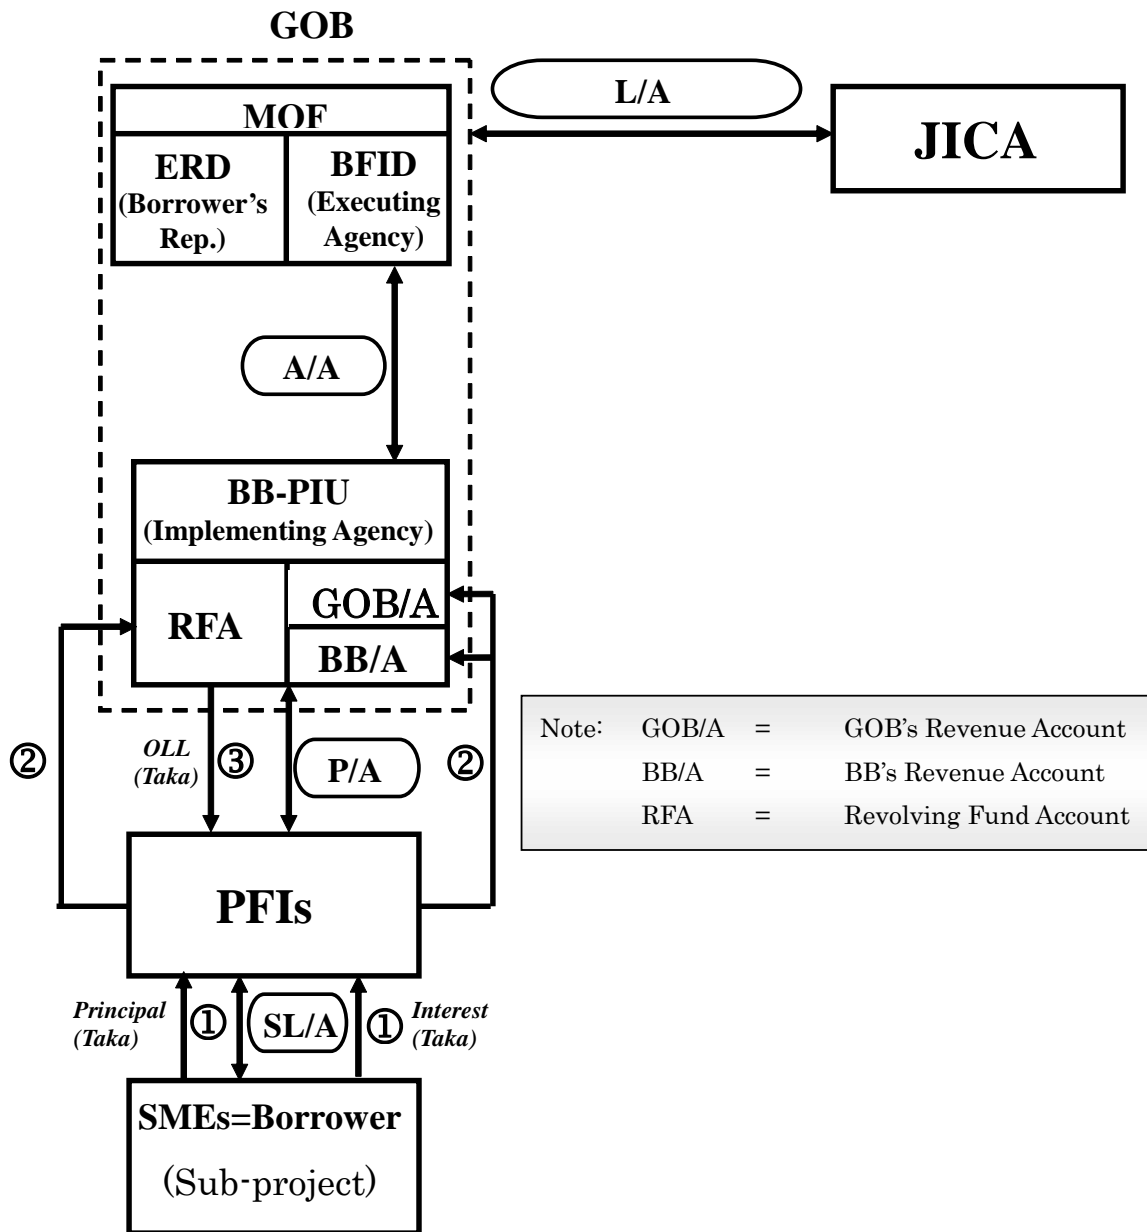 GOB
L/A
MOF
JICA
ERD
(Borrower's
Rep.)
BFID
(Executing
Agency)
A/A
BB-PIU
(Implementing Agency)
RFA
GOB/A
BB/A
②
OLL
(Taka)
③
P/A
②
Note: GOB/A = GOB's Revenue Account
BB/A = BB's Revenue Account
RFA = Revolving Fund Account
PFIs
Principal
(Taka)
①
SL/A
①
Interest
(Taka)
SMEs=Borrower
(Sub-project)